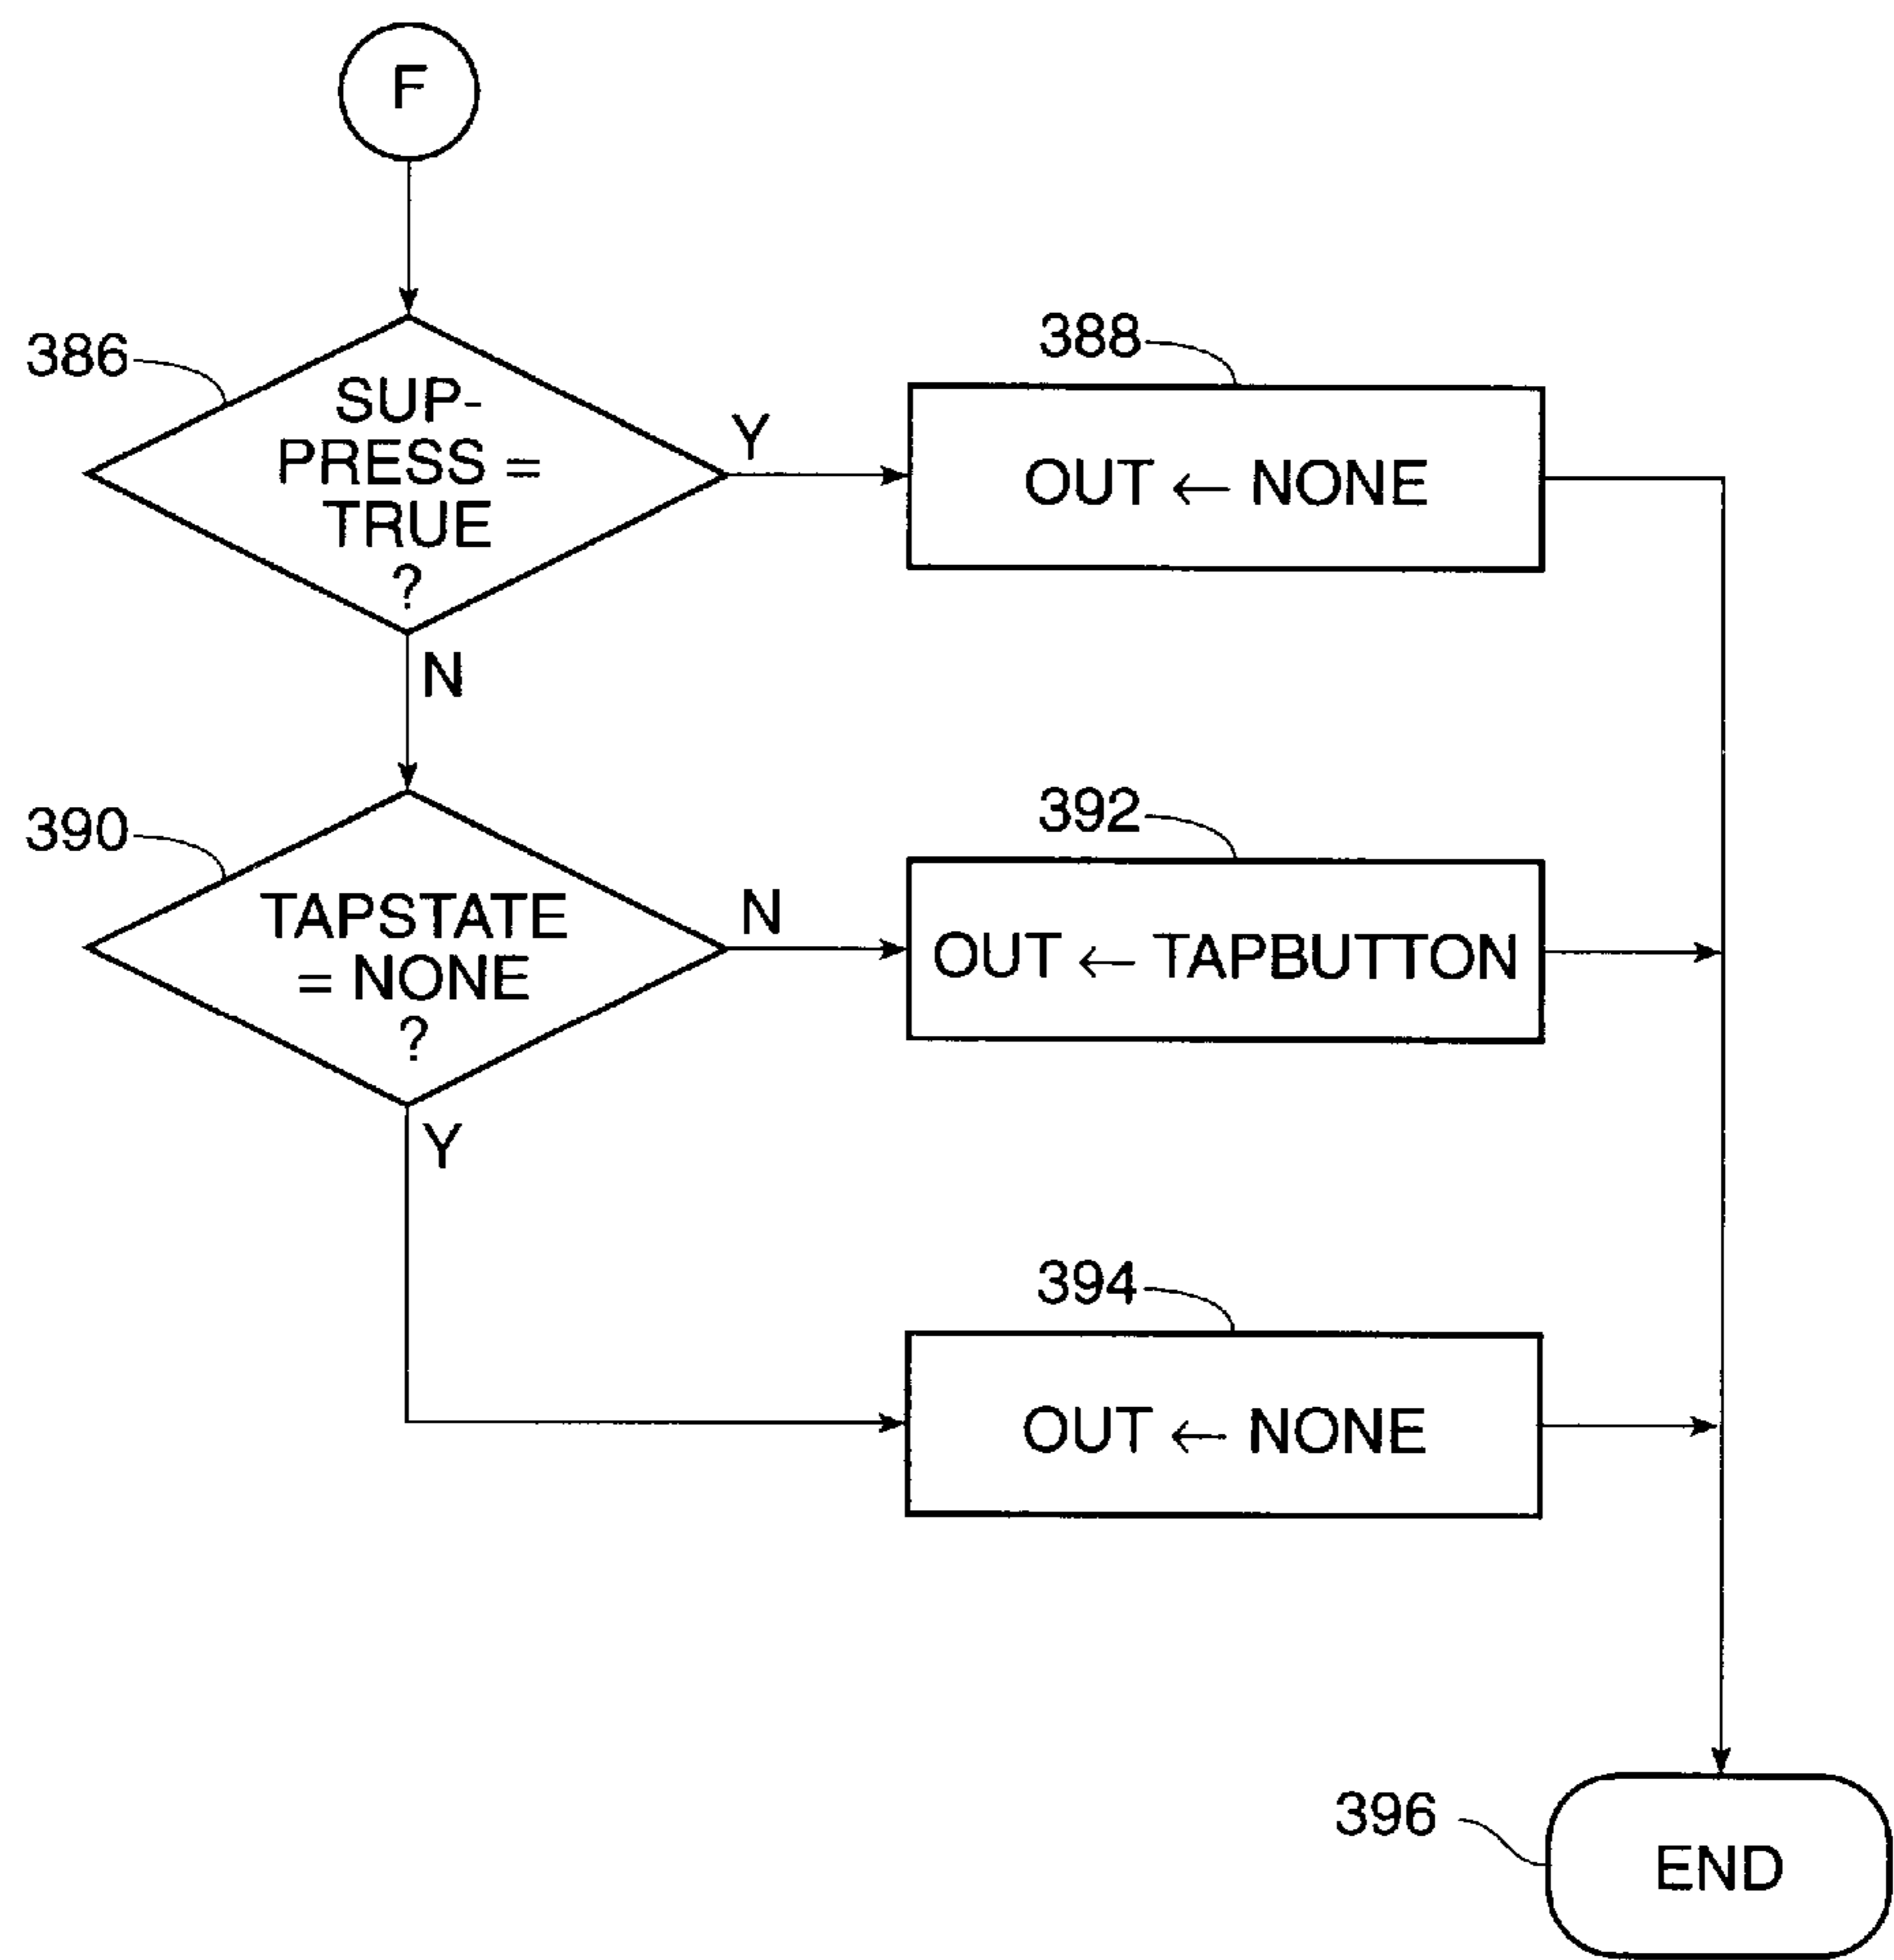 F
386
SUP-
PRESS =
TRUE
?
Y
388
OUT ← NONE
N
390
TAPSTATE
= NONE
?
N
392
OUT ← TAPBUTTON
Y
394
OUT ← NONE
396
END